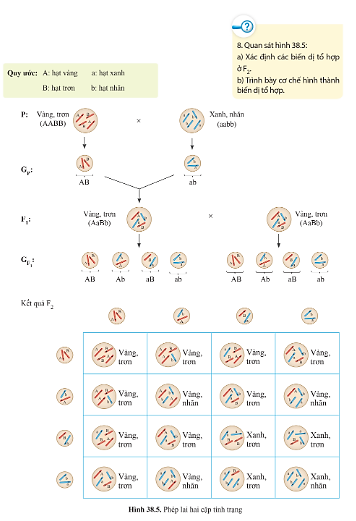 8. Quan sát hình 38.5:
a) Xác định các biến dị tổ hợp
ở F2.
b) Trình bày cơ chế hình thành
biến dị tổ hợp.
Quy ước: A: hạt vàng a: hạt xanh
B: hạt trơn b: hạt nhăn
P: Vàng, trơn (AABB) × Xanh, nhăn (aabb)
GP: AB ab
F1: Vàng, trơn (AaBb) × Vàng, trơn (AaBb)
GF1: AB Ab aB ab AB Ab aB ab
Kết quả F2
Vàng, trơn Vàng, trơn Vàng, trơn Vàng, trơn
Vàng, trơn Vàng, nhăn Vàng, trơn Vàng, nhăn
Vàng, trơn Vàng, trơn Xanh, trơn Xanh, trơn
Vàng, trơn Vàng, nhăn Xanh, trơn Xanh, nhăn
Hình 38.5. Phép lai hai cặp tính trạng